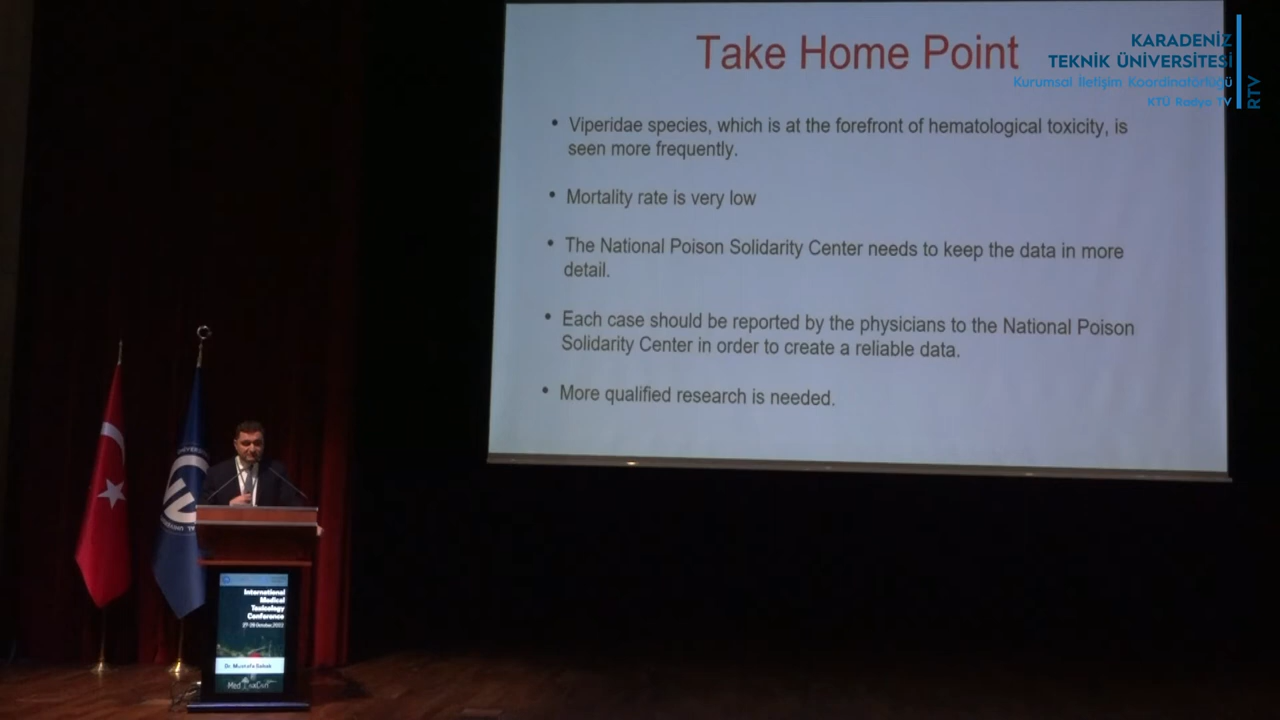 Take Home Point
KARADENİZ
TEKNİK ÜNİVERSİTESİ
Kurumsal İletişim Koordinatörlüğü
KTÜ Radyo TV
RTV
• Viperidae species, which is at the forefront of hematological toxicity, is
seen more frequently.
• Mortality rate is very low
• The National Poison Solidarity Center needs to keep the data in more
detail.
• Each case should be reported by the physicians to the National Poison
Solidarity Center in order to create a reliable data.
• More qualified research is needed.
International
Medical
Toxicology
Conference
Dr. Mustafa